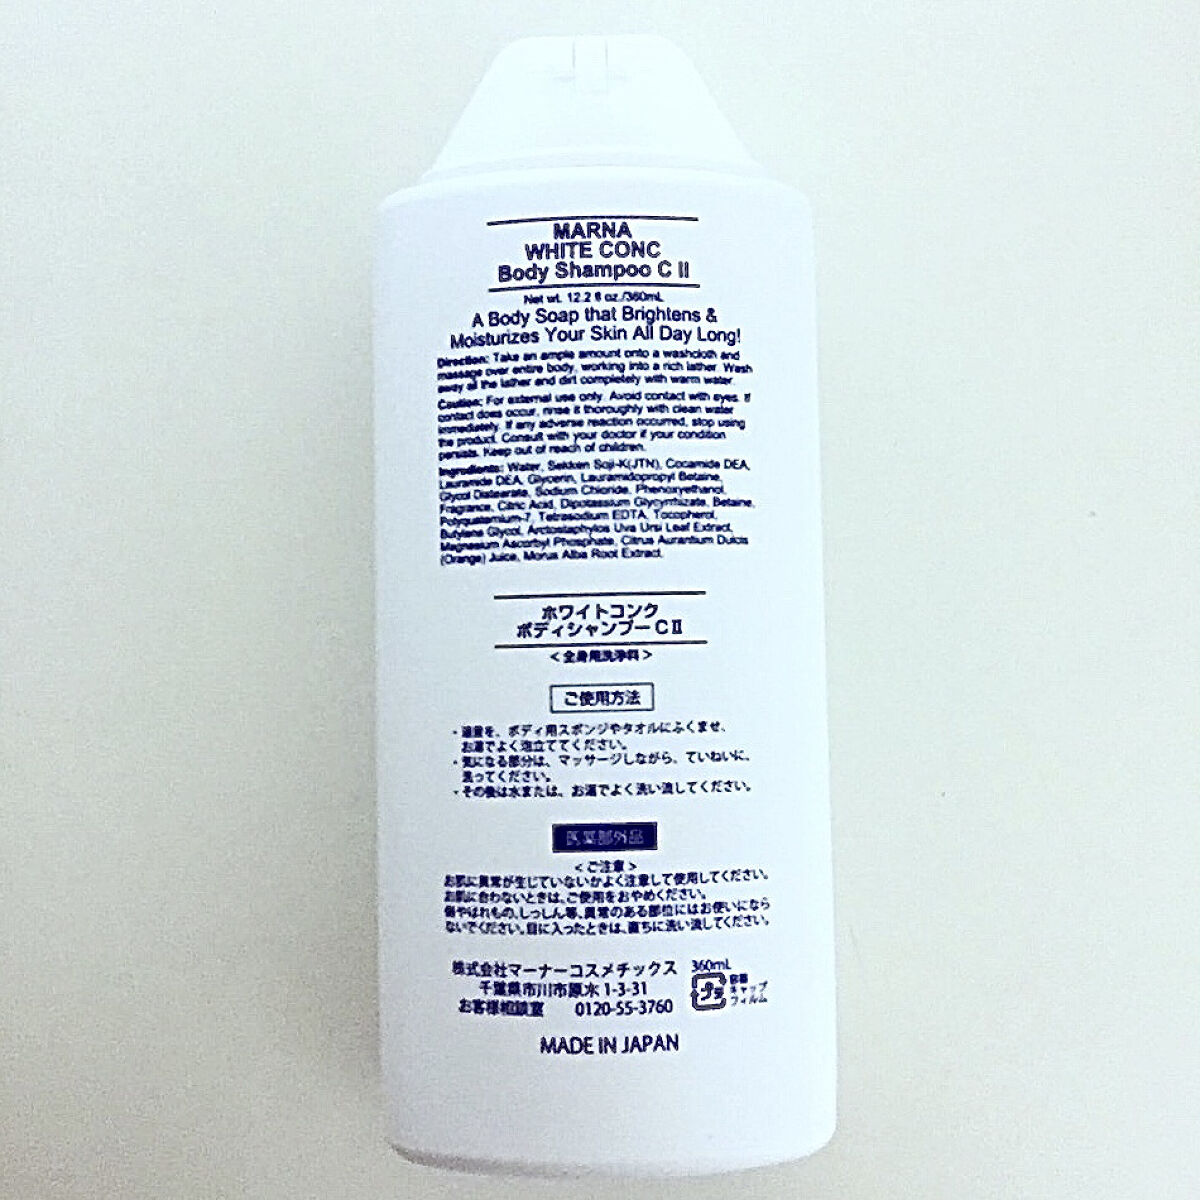 MARNA
WHITE CONC
Body Shampoo C II
Net wt. 12.2 fl oz./360mL
A Body Soap that Brightens &
Moisturizes Your Skin All Day Long!
Direction: Take an ample amount onto a washcloth and
massage over entire body, working into a rich lather. Wash
away all the lather and dirt completely with warm water.
Caution: For external use only. Avoid contact with eyes. If
contact does occur, rinse it thoroughly with clean water
immediately. If any adverse reaction occurred, stop using
the product. Consult with your doctor if your condition
persists. Keep out of reach of children.
Ingredients: Water, Sekken Soji-K(JTN), Cocamide DEA,
Lauramide DEA, Glycerin, Lauramidopropyl Betaine,
Glycol Distearate, Sodium Chloride, Phenoxyethanol,
Fragrance, Citric Acid, Dipotassium Glycyrrhizate, Betaine,
Polyquaternium-7, Tetrasodium EDTA, Tocopherol,
Butylene Glycol, Arctostaphylos Uva Ursi Leaf Extract,
Magnesium Ascorbyl Phosphate, Citrus Aurantium Dulcis
(Orange) Juice, Morus Alba Root Extract.
ホワイトコンク
ボディシャンプーＣⅡ
＜全身用洗浄料＞
ご使用方法
・適量を、ボディ用スポンジやタオルにふくませ、
お湯でよく泡立ててください。
・気になる部分は、マッサージしながら、ていねいに、
洗ってください。
・その後は水または、お湯でよく洗い流してください。
医薬部外品
＜ご注意＞
お肌に異常が生じていないかよく注意して使用してください。
お肌に合わないときは、ご使用をおやめください。
傷やはれもの、しっしん等、異常のある部位にはお使いになら
ないでください。目に入ったときは、直ちに洗い流してください。
株式会社マーナーコスメチックス
千葉県市川市原木 1-3-31
お客様相談室 0120-55-3760
360mL
プラ
容器
キャップ
フィルム
MADE IN JAPAN